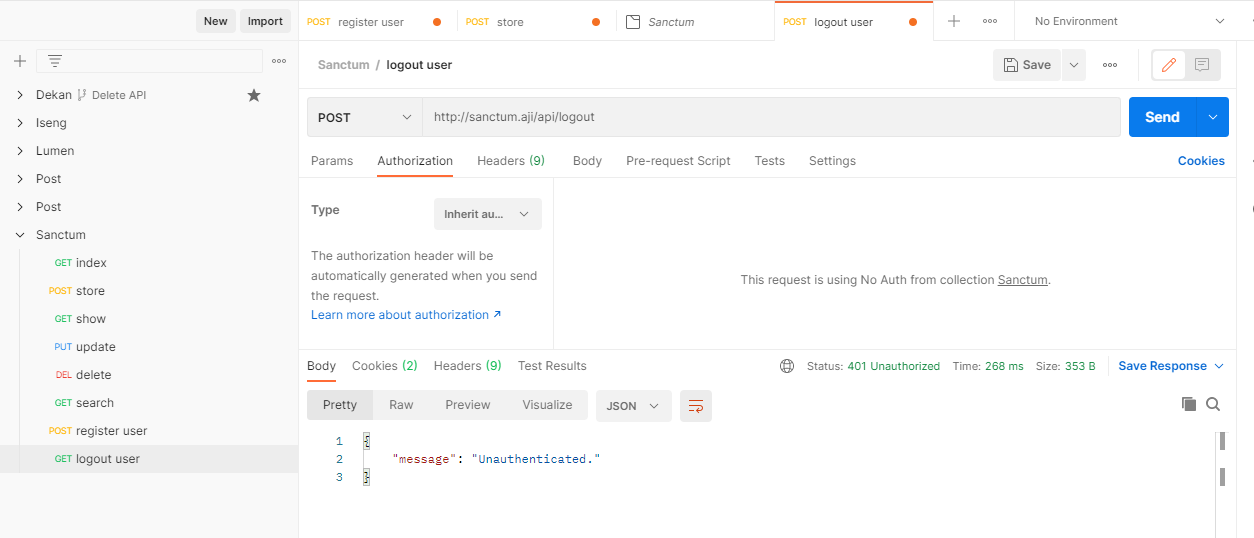 New Import
POST register user POST store Sanctum POST logout user No Environment
Sanctum / logout user Save
Dekan Delete API
Iseng
Lumen
Post
Post
Sanctum
GET index
POST store
GET show
PUT update
DEL delete
GET search
POST register user
GET logout user
POST http://sanctum.aji/api/logout Send
Params Authorization Headers (9) Body Pre-request Script Tests Settings Cookies
Type Inherit au...
The authorization header will be
automatically generated when you send
the request.
Learn more about authorization ↗
This request is using No Auth from collection Sanctum.
Body Cookies (2) Headers (9) Test Results Status: 401 Unauthorized Time: 268 ms Size: 353 B Save Response
Pretty Raw Preview Visualize JSON
1 {
2 "message": "Unauthenticated."
3 }